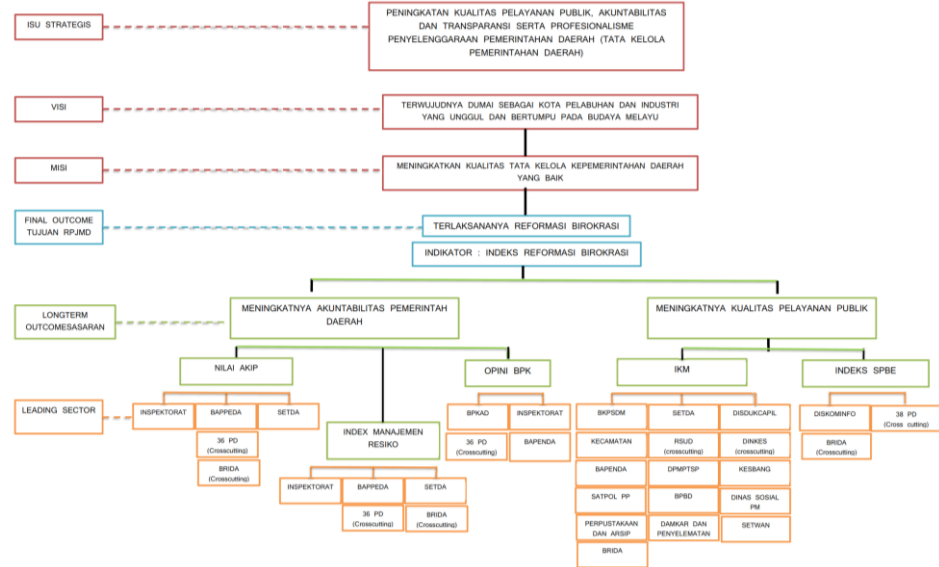 ISU STRATEGIS
PENINGKATAN KUALITAS PELAYANAN PUBLIK, AKUNTABILITAS
DAN TRANSPARANSI SERTA PROFESIONALISME
PENYELENGGARAAN PEMERINTAHAN DAERAH (TATA KELOLA
PEMERINTAHAN DAERAH)
VISI
TERWUJUDNYA DUMAI SEBAGAI KOTA PELABUHAN DAN INDUSTRI
YANG UNGGUL DAN BERTUMPU PADA BUDAYA MELAYU
MISI
MENINGKATKAN KUALITAS TATA KELOLA KEPEMERINTAHAN DAERAH
YANG BAIK
FINAL OUTCOME
TUJUAN RPJMD
TERLAKSANANYA REFORMASI BIROKRASI
INDIKATOR : INDEKS REFORMASI BIROKRASI
LONGTERM
OUTCOMESASARAN
MENINGKATNYA AKUNTABILITAS PEMERINTAH
DAERAH
MENINGKATNYA KUALITAS PELAYANAN PUBLIK
NILAI AKIP
OPINI BPK
IKM
INDEKS SPBE
LEADING SECTOR
INSPEKTORAT
BAPPEDA
SETDA
36 PD
(Crosscutting)
BRIDA
(Crosscutting)
INDEX MANAJEMEN
RESIKO
INSPEKTORAT
BAPPEDA
SETDA
36 PD
(Crosscutting)
BRIDA
(Crosscutting)
BPKAD
INSPEKTORAT
36 PD
(Crosscutting)
BAPENDA
BKPSDM
SETDA
DISDUKCAPIL
KECAMATAN
RSUD
(crosscutting)
DINKES
(crosscutting)
BAPENDA
DPMPTSP
KESBANG
SATPOL PP
BPBD
DINAS SOSIAL
PM
PERPUSTAKAAN
DAN ARSIP
DAMKAR DAN
PENYELEMATAN
SETWAN
BRIDA
DISKOMINFO
38 PD
(Cross cutting)
BRIDA
(Crosscutting)